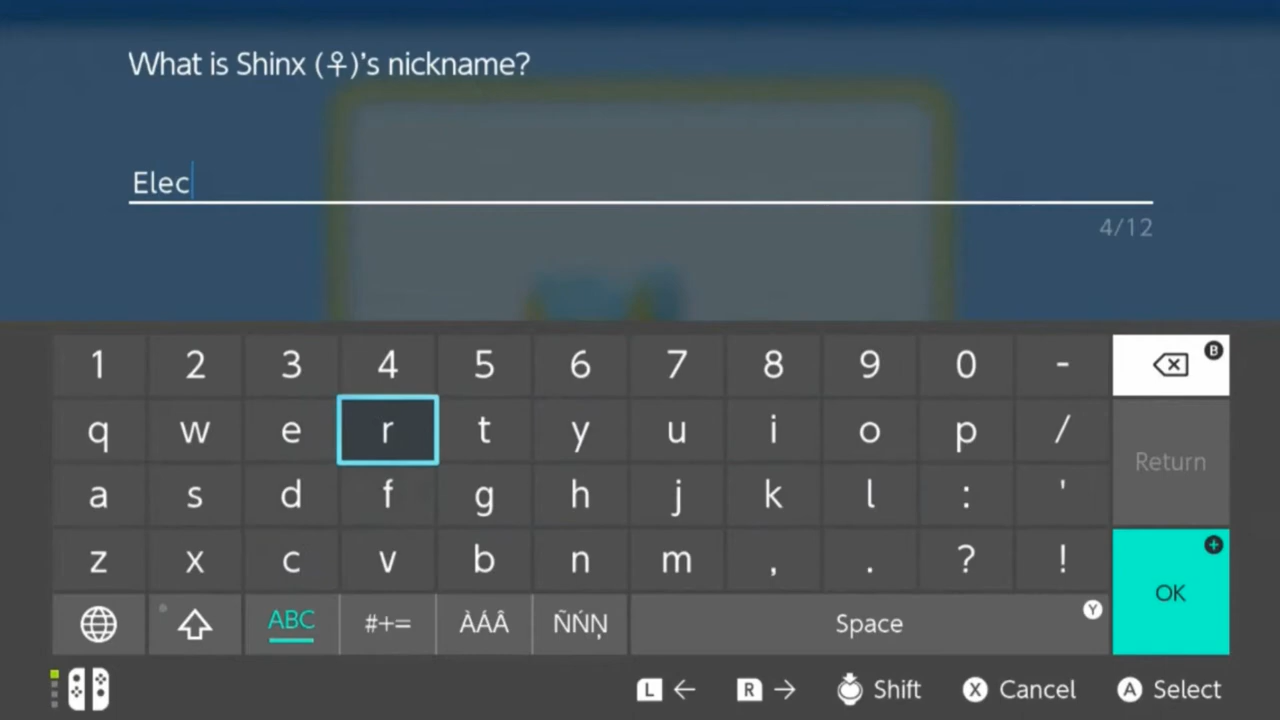 What is Shinx (♀)'s nickname?
Elec
4/12
1 2 3 4 5 6 7 8 9 0 - B
q w e r t y u i o p /
Return
a s d f g h j k l : '
z x c v b n m , . ? ! +
OK
ABC #+= ÀÁÂ ÑŃŅ Space Y
L ← R → Shift X Cancel A Select